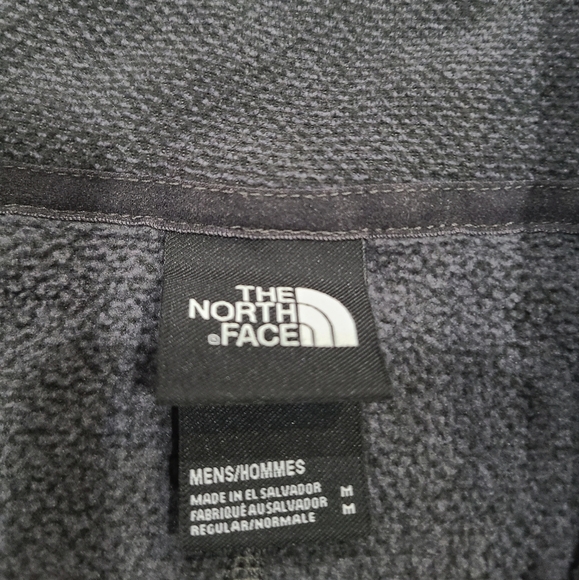 THE
NORTH
®FACE
MENS/HOMMES
MADE IN EL SALVADOR M
FABRIQUÉ AU SALVADOR M
REGULAR/NORMALE